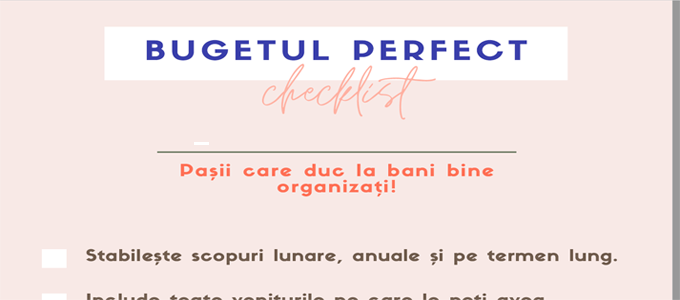 BUGETUL PERFECT
checklist
Pașii care duc la bani bine
organizați!
Stabilește scopuri lunare, anuale și pe termen lung.
Include toate veniturile pe care le poți avea